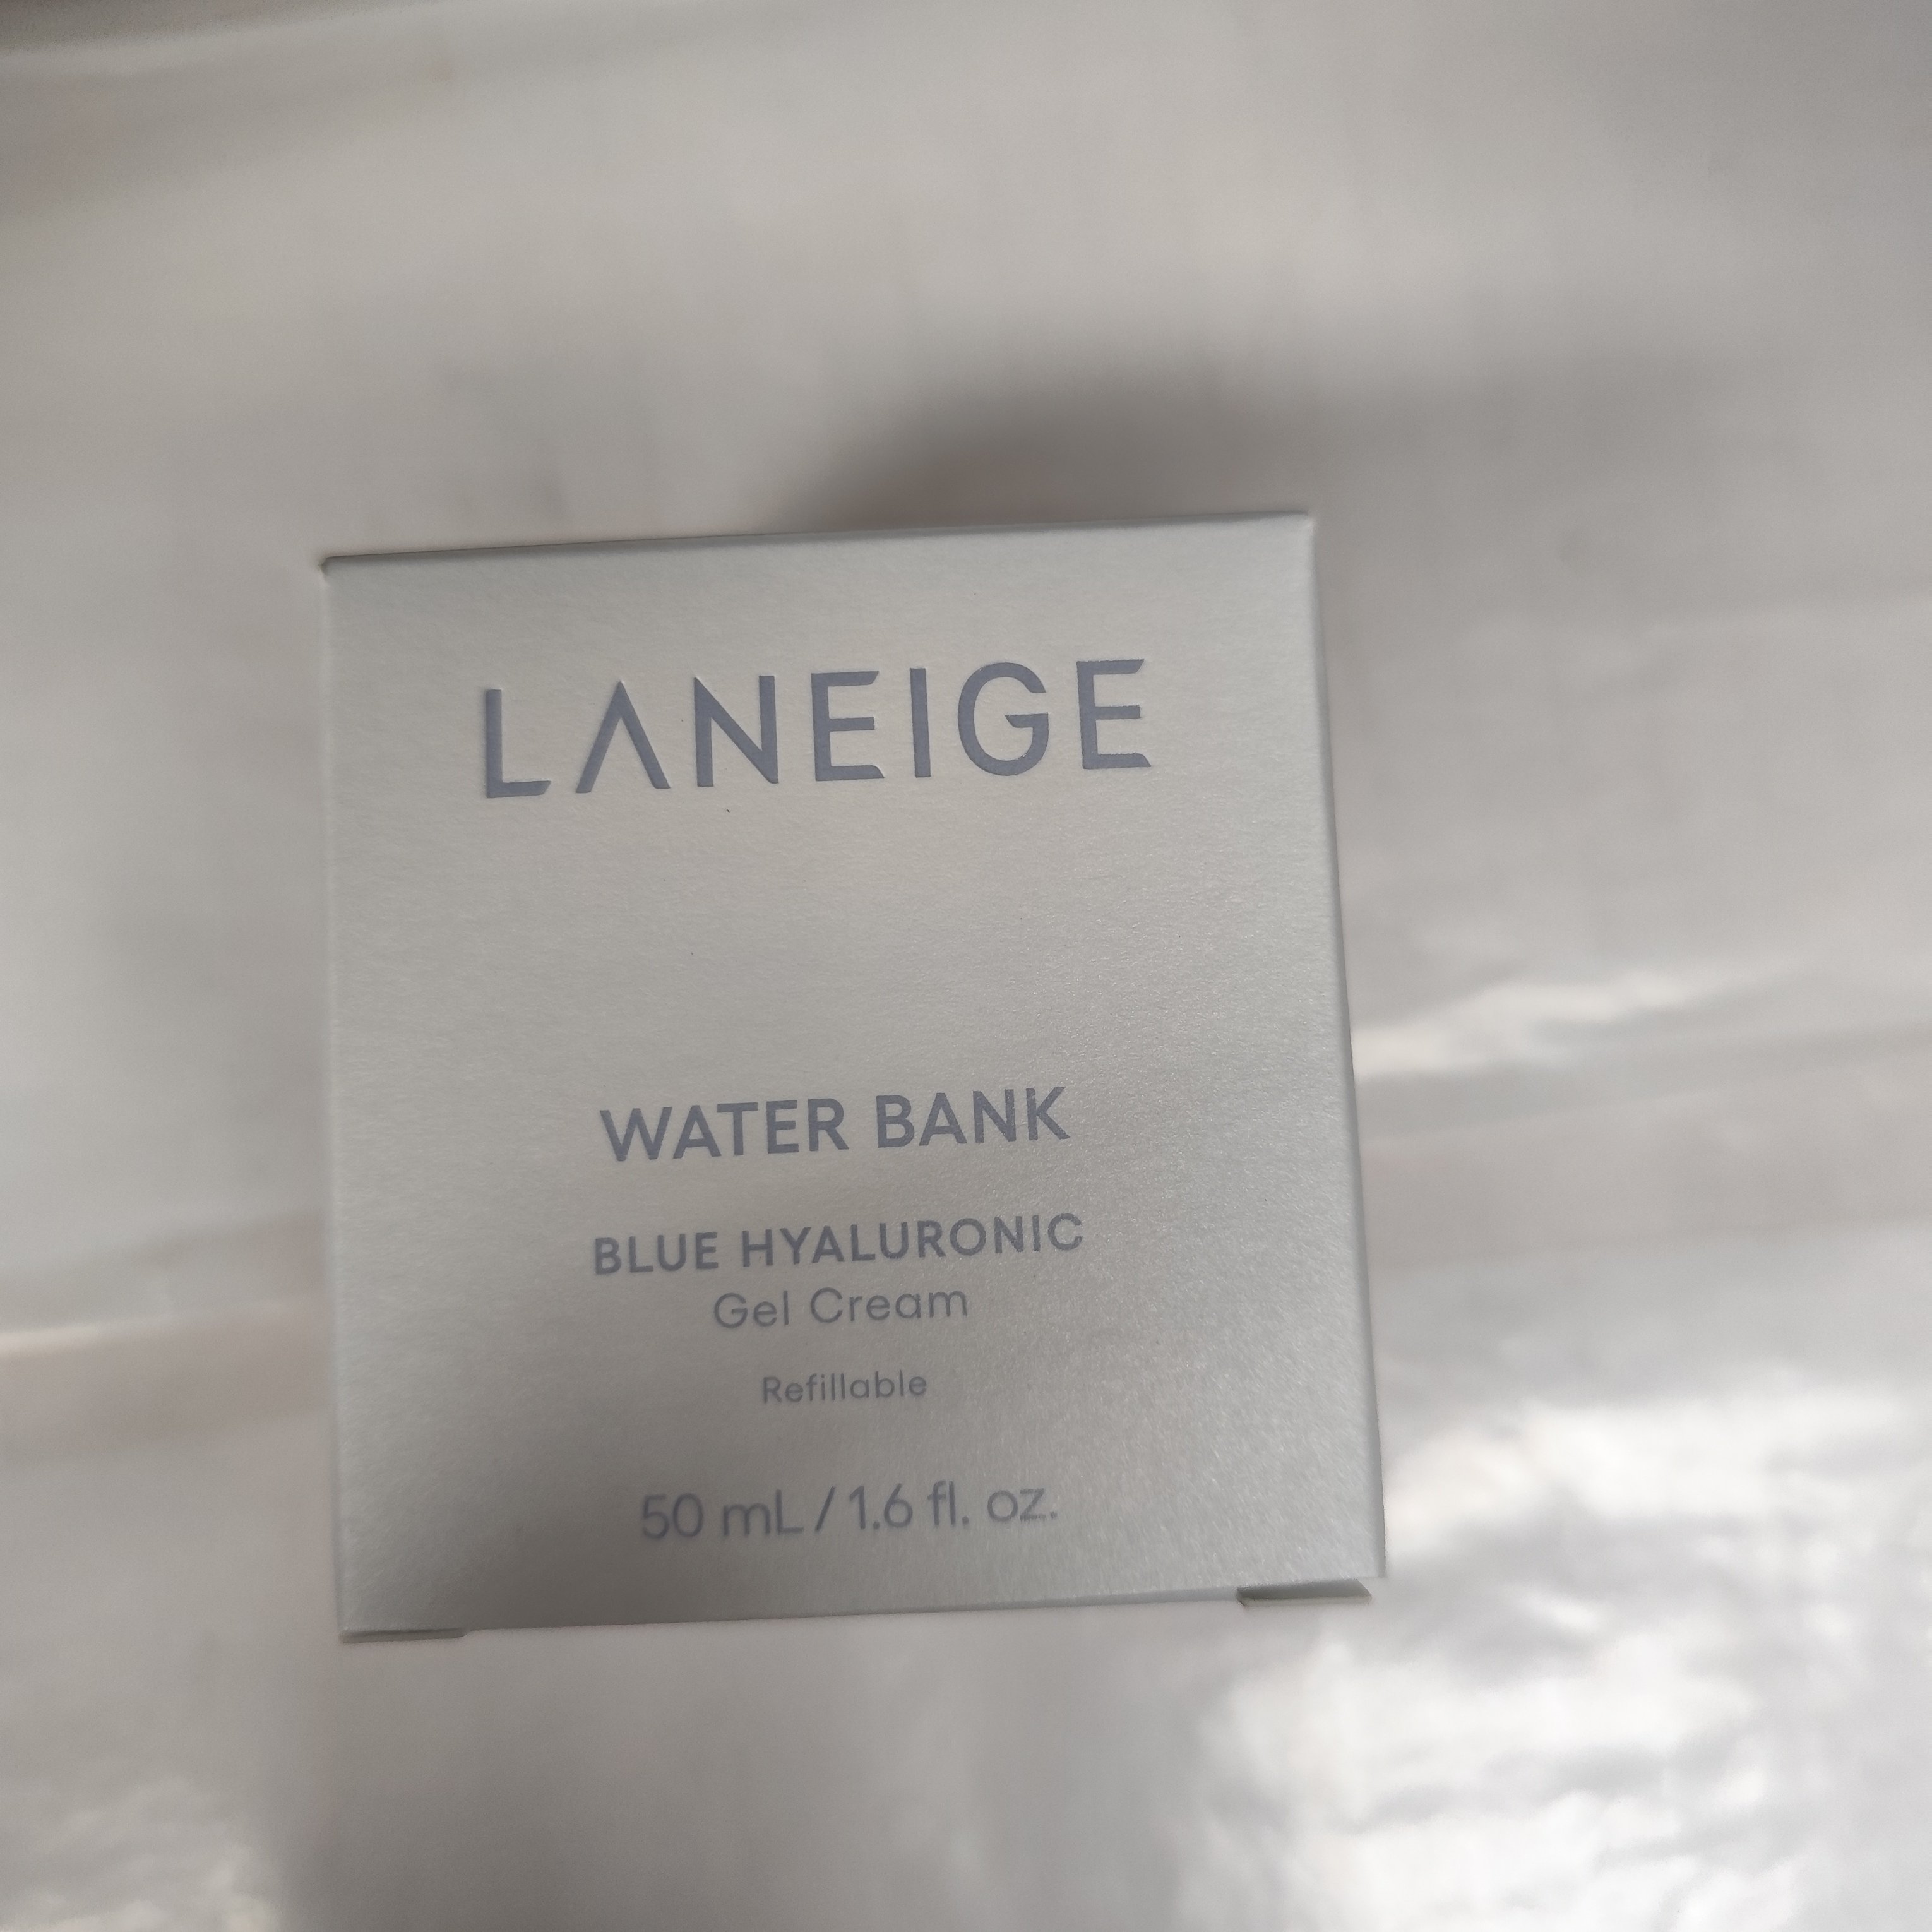 LANEIGE
WATER BANK
BLUE HYALURONIC
Gel Cream
Refillable
50 mL / 1.6 fl. oz.